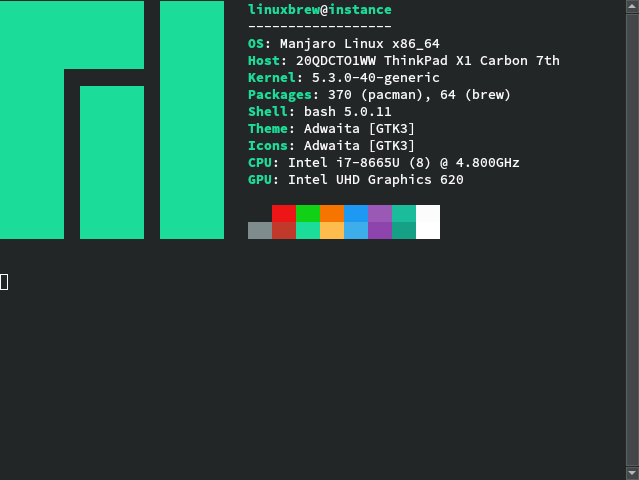 linuxbrew@instance
------------------
OS: Manjaro Linux x86_64
Host: 20QDCTO1WW ThinkPad X1 Carbon 7th
Kernel: 5.3.0-40-generic
Packages: 370 (pacman), 64 (brew)
Shell: bash 5.0.11
Theme: Adwaita [GTK3]
Icons: Adwaita [GTK3]
CPU: Intel i7-8665U (8) @ 4.800GHz
GPU: Intel UHD Graphics 620